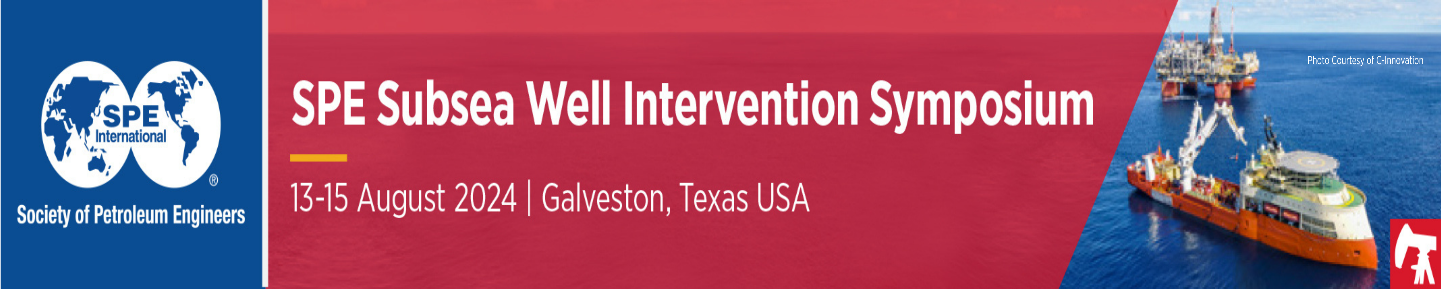 SPE
International
®
Society of Petroleum Engineers
SPE Subsea Well Intervention Symposium
13-15 August 2024 | Galveston, Texas USA
Photo Courtesy of C-Innovation